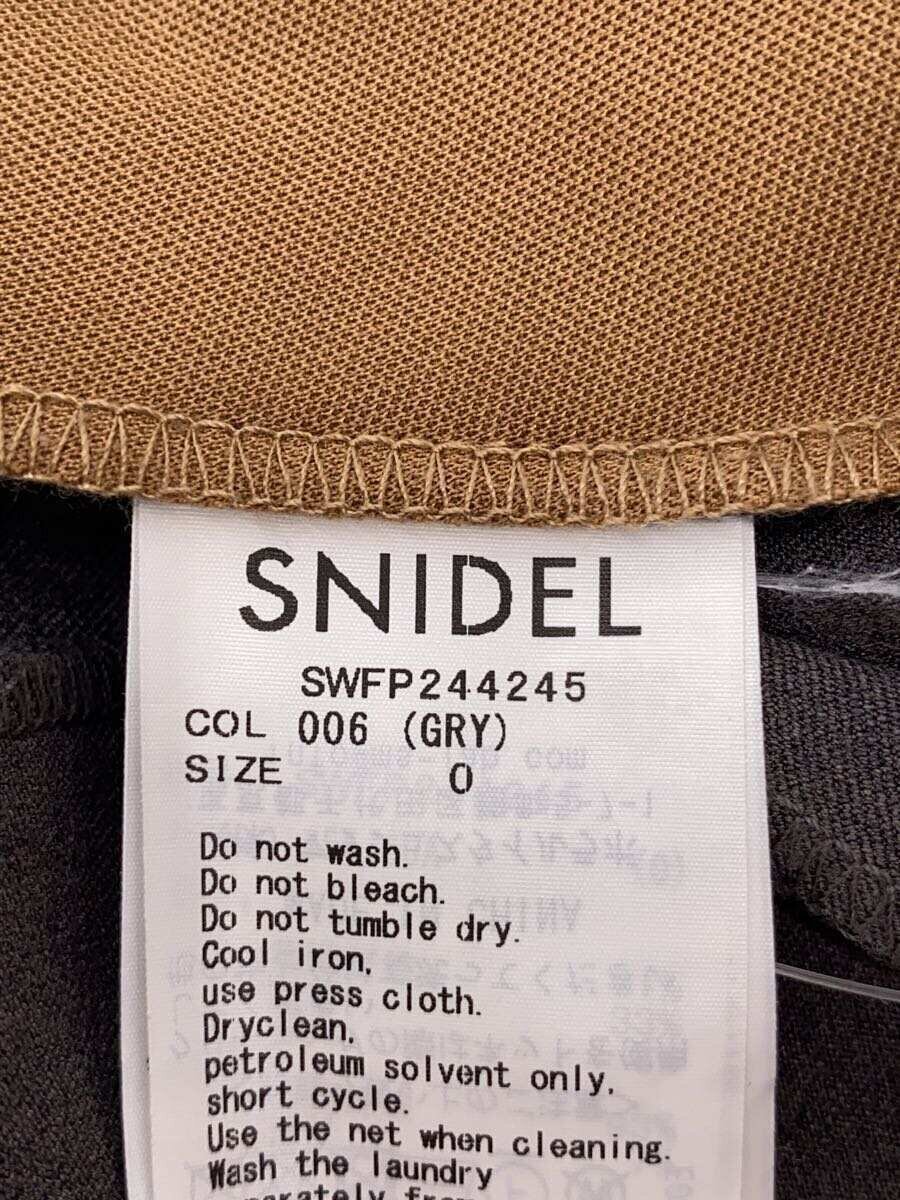 SNIDEL
SWFP244245
COL 006 (GRY)
SIZE 0
Do not wash.
Do not bleach.
Do not tumble dry.
Cool iron,
use press cloth.
Dryclean,
petroleum solvent only,
short cycle.
Use the net when cleaning.
Wash the laundry